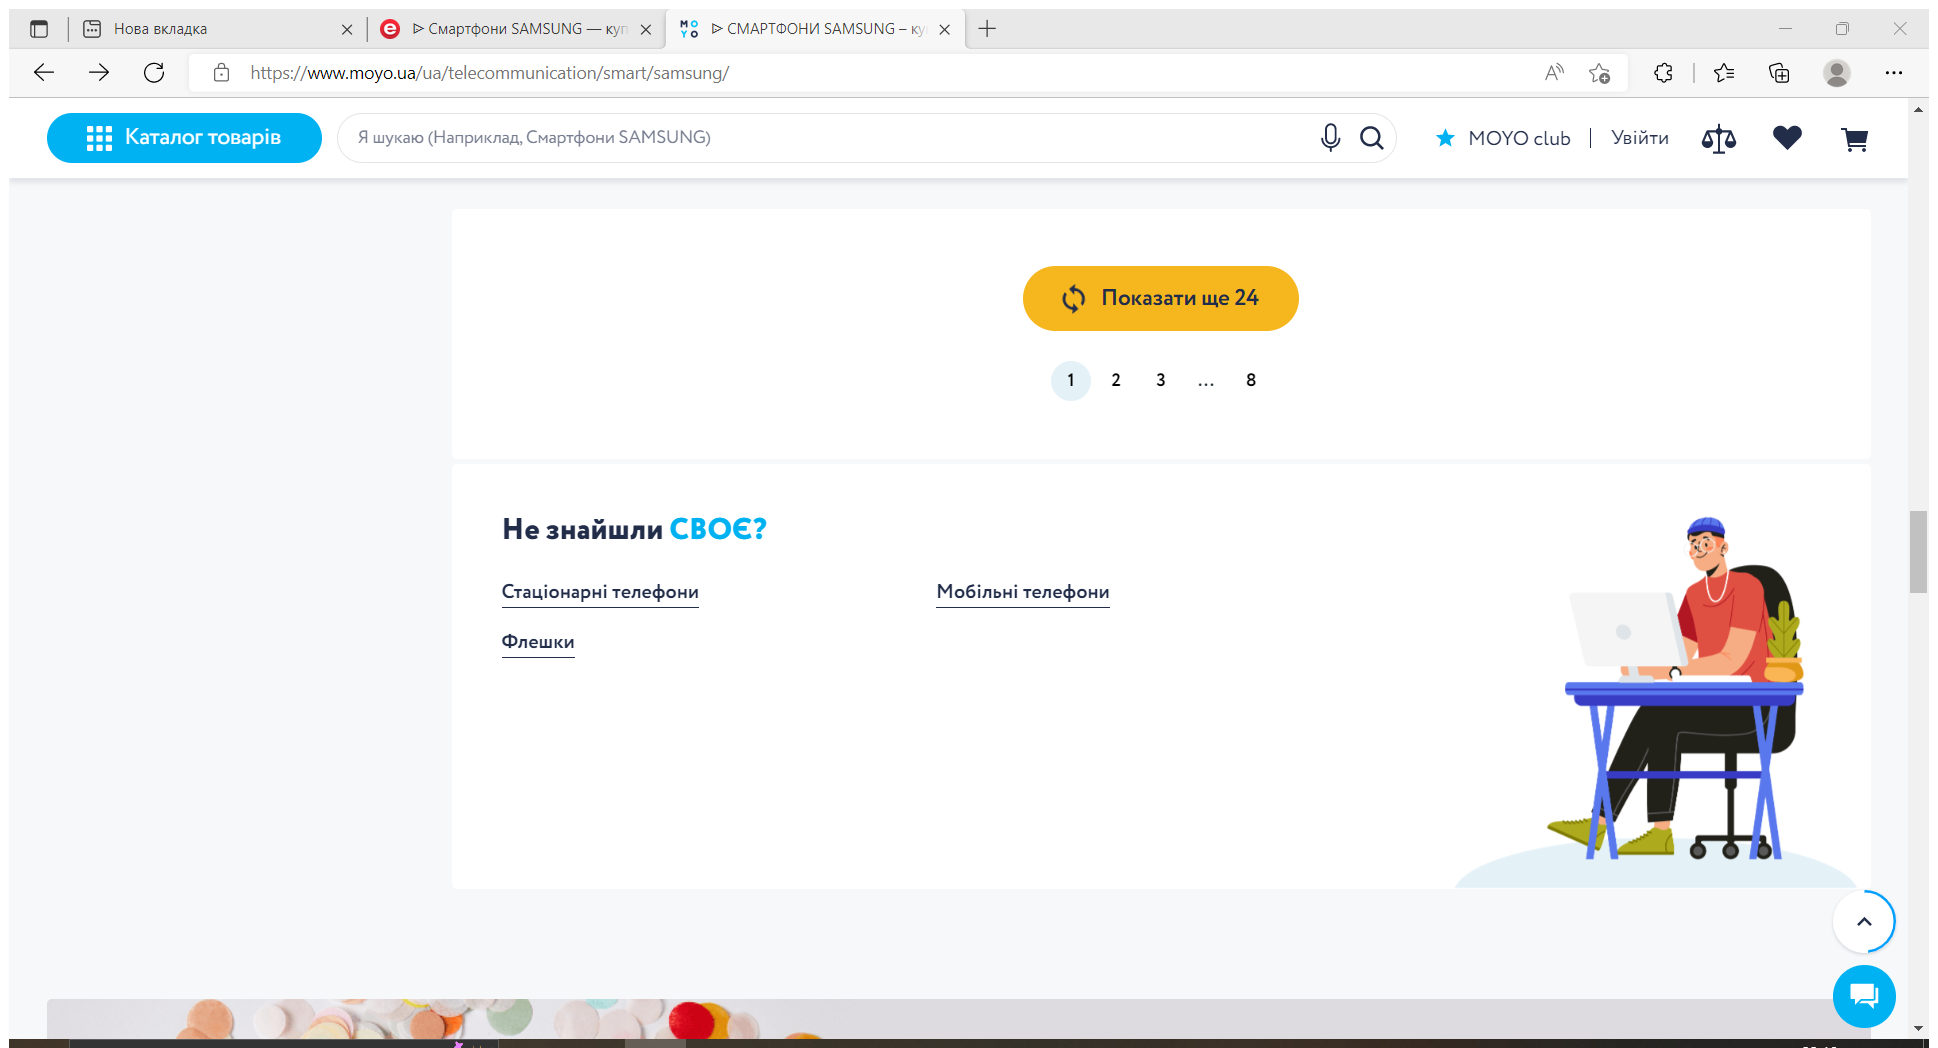 Нова вкладка
Смартфони SAMSUNG — куп
СМАРТФОНИ SAMSUNG – ку
https://www.moyo.ua/ua/telecommunication/smart/samsung/
Каталог товарів
Я шукаю (Наприклад, Смартфони SAMSUNG)
MOYO club | Увійти
Показати ще 24
1 2 3 ... 8
Не знайшли СВОЄ?
Стаціонарні телефони
Мобільні телефони
Флешки